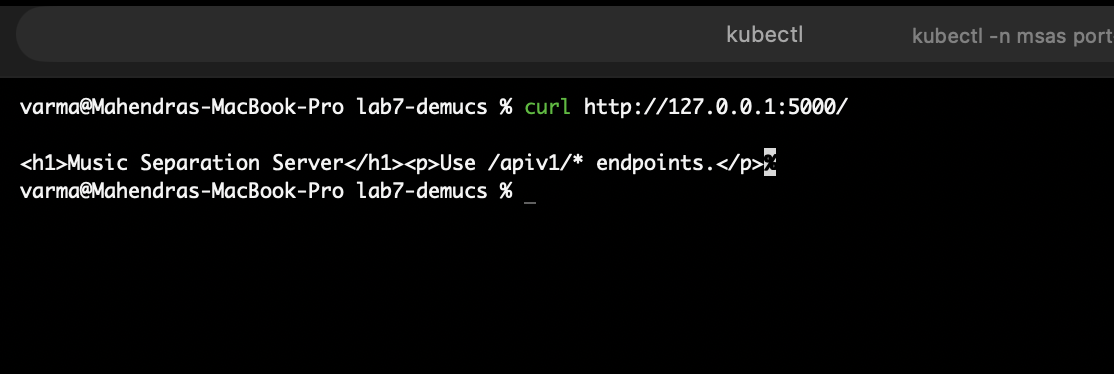 kubectl
kubectl -n msas port
varma@Mahendras-MacBook-Pro lab7-demucs % curl http://127.0.0.1:5000/
<h1>Music Separation Server</h1><p>Use /apiv1/* endpoints.</p>%
varma@Mahendras-MacBook-Pro lab7-demucs % _